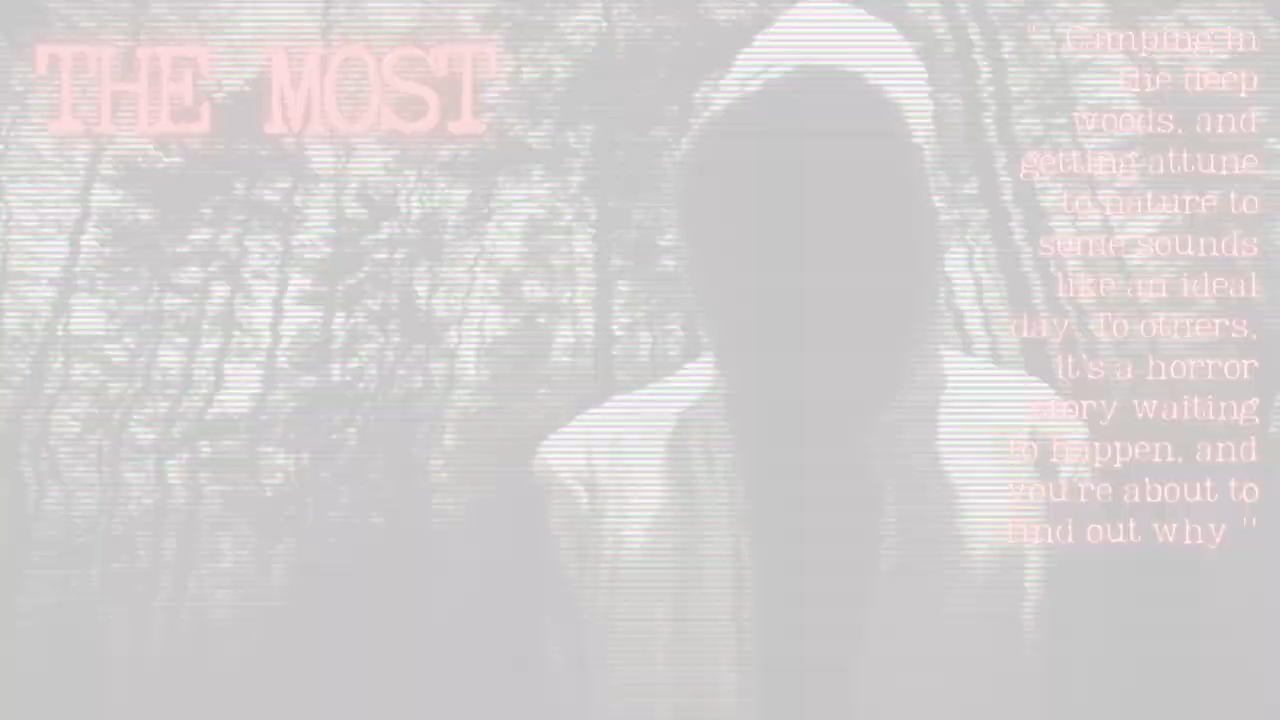 THE MOST
" Camping in
the deep
woods, and
getting attune
to nature to
some sounds
like an ideal
day. To others,
it's a horror
story waiting
to happen, and
you're about to
find out why "